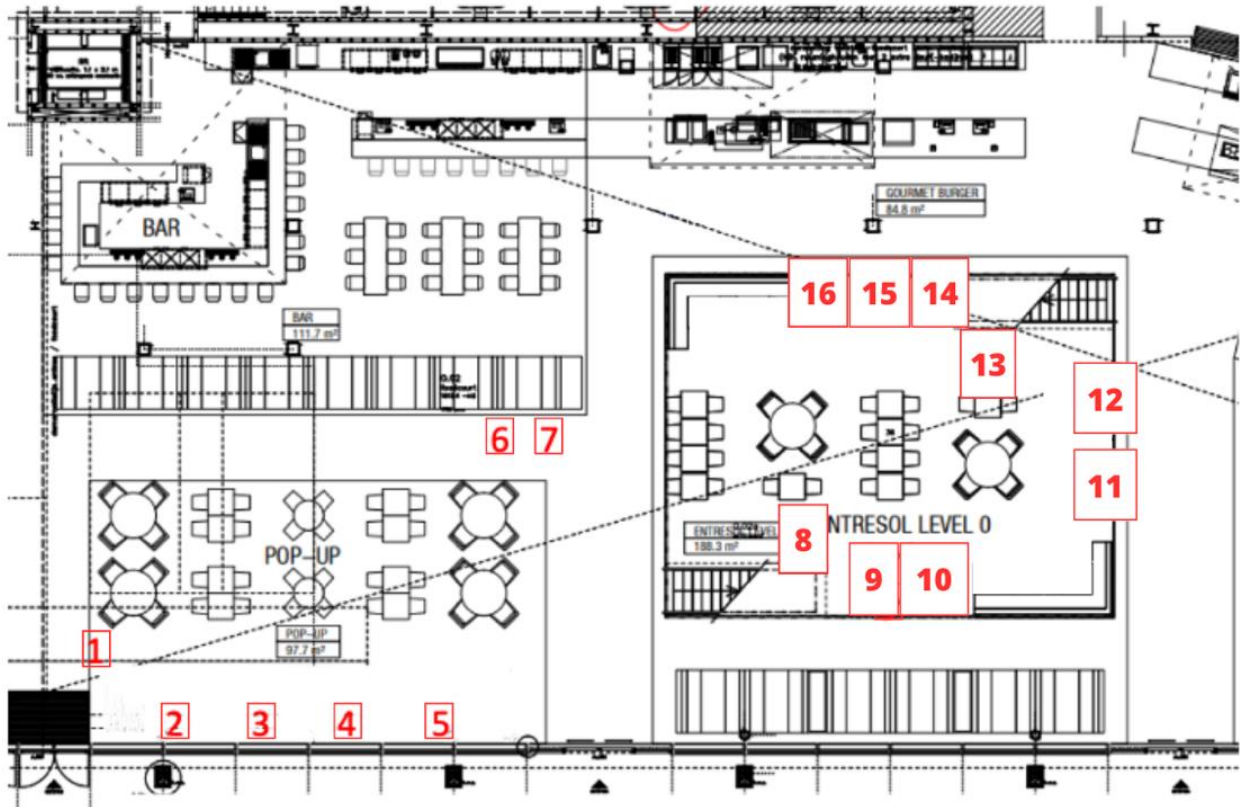 GOURMET BURGER
84.8 m²
BAR
BAR
111.7 m²
16
15
14
13
12
6
7
11
8
ENTRESOL LEVEL
188.3 m²
NTRESOL LEVEL 0
9
10
POP-UP
POP-UP
97.7 m²
1
2
3
4
5